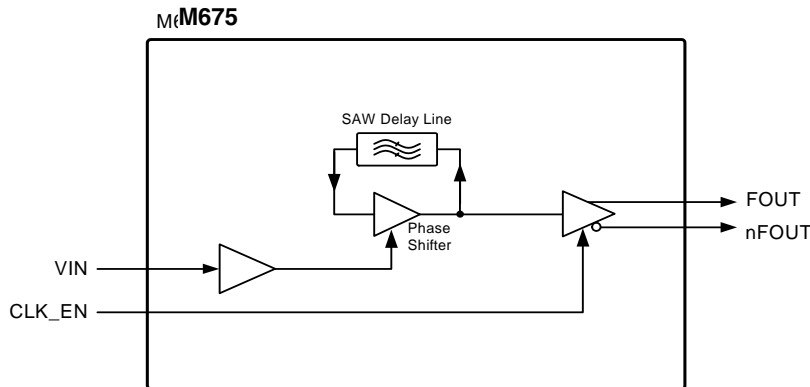 M675
SAW Delay Line
Phase
Shifter
FOUT
nFOUT
VIN
CLK_EN